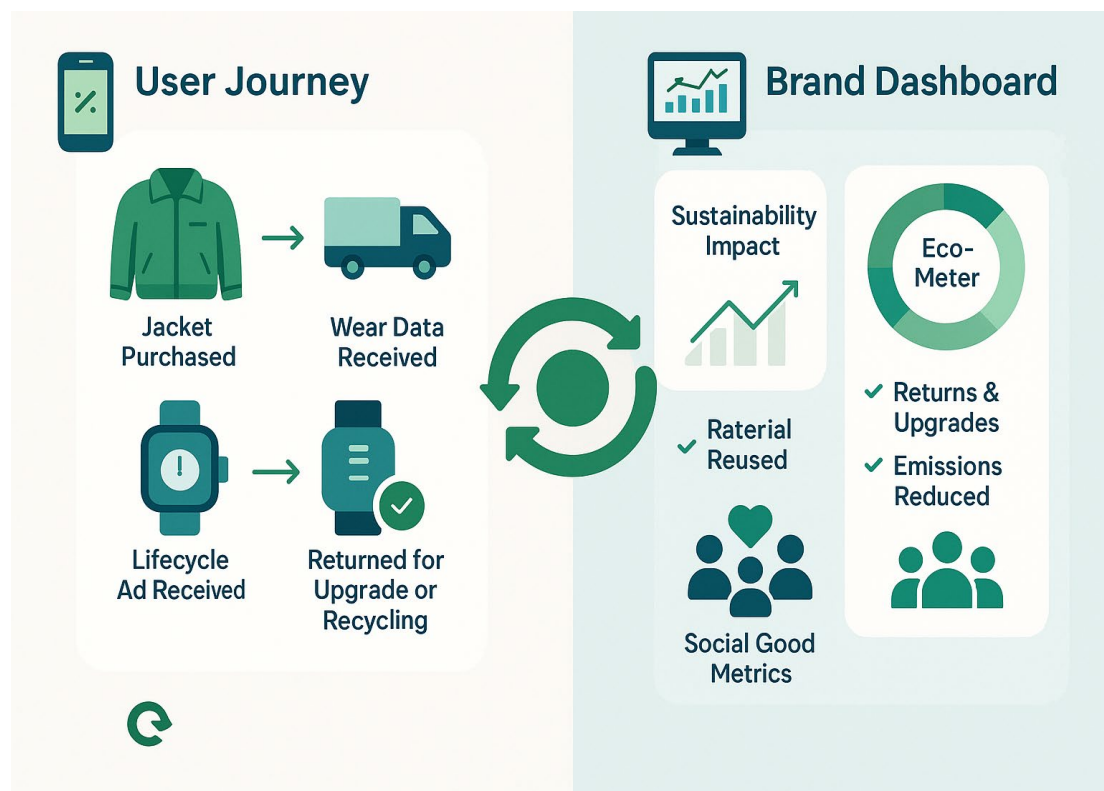 User Journey
Jacket
Purchased
Wear Data
Received
Lifecycle
Ad Received
Returned for
Upgrade or
Recycling
Brand Dashboard
Sustainability
Impact
Raterial
Reused
Social Good
Metrics
Eco-
Meter
Returns &
Upgrades
Emissions
Reduced